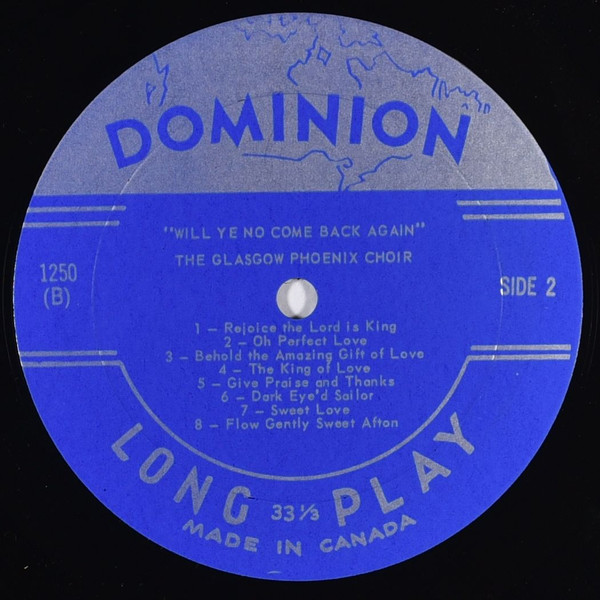 DOMINION
"WILL YE NO COME BACK AGAIN"
THE GLASGOW PHOENIX CHOIR
1250
(B)
SIDE 2
1 — Rejoice the Lord is King
2 — Oh Perfect Love
3 — Behold the Amazing Gift of Love
4 — The King of Love
5 — Give Praise and Thanks
6 — Dark Eye'd Sailor
7 — Sweet Love
8 — Flow Gently Sweet Afton
LONG 33⅓ PLAY
MADE IN CANADA